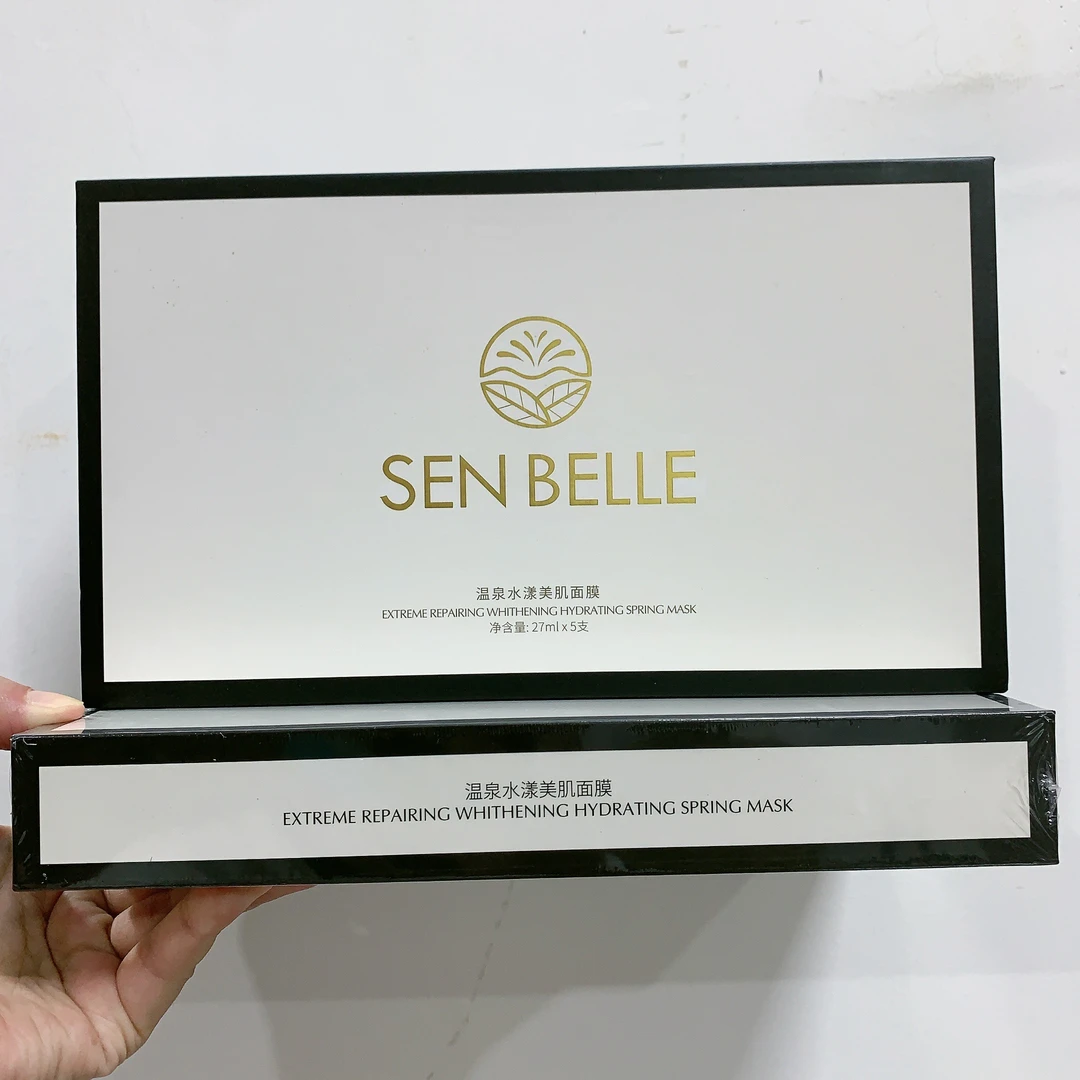 SEN BELLE
温泉水漾美肌面膜
EXTREME REPAIRING WHITHENING HYDRATING SPRING MASK
净含量: 27ml x 5支
温泉水漾美肌面膜
EXTREME REPAIRING WHITHENING HYDRATING SPRING MASK